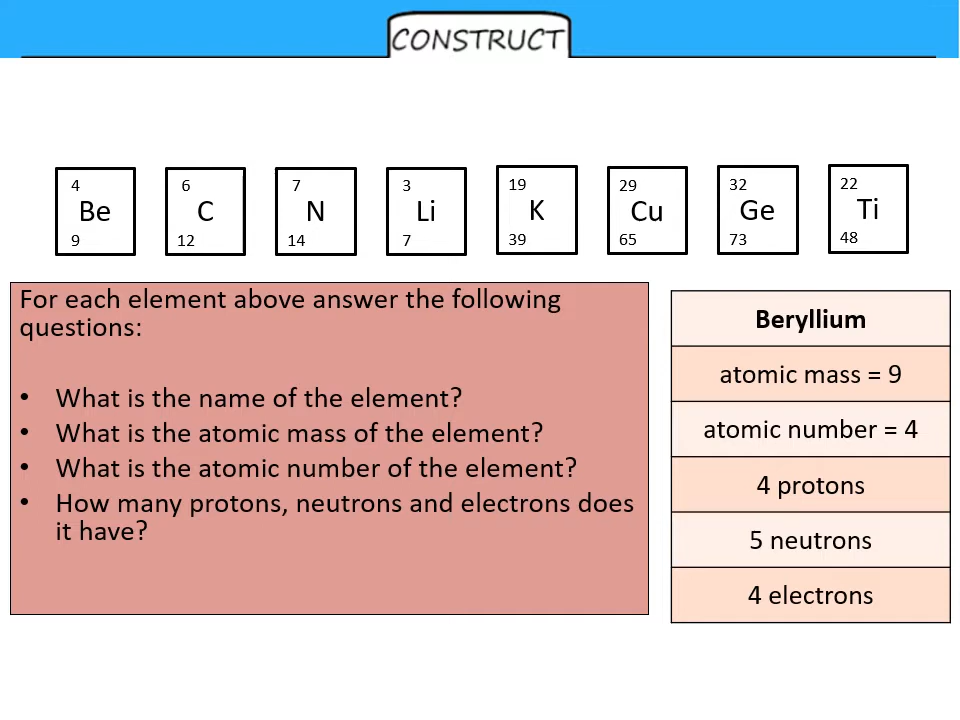 CONSTRUCT
4 6 7 3 19 29 32 22
Be C N Li K Cu Ge Ti
9 12 14 7 39 65 73 48
For each element above answer the following
questions:
• What is the name of the element?
• What is the atomic mass of the element?
• What is the atomic number of the element?
• How many protons, neutrons and electrons does
it have?
Beryllium
atomic mass = 9
atomic number = 4
4 protons
5 neutrons
4 electrons